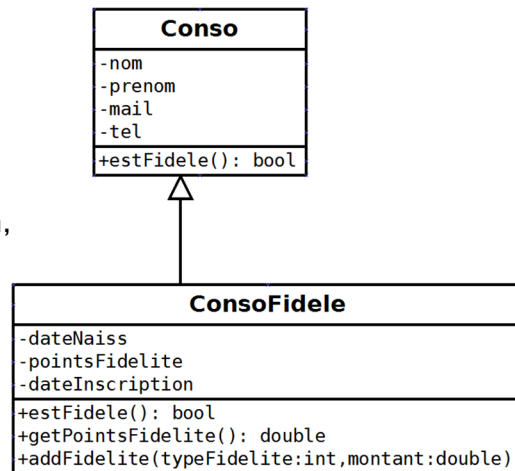 Conso
-nom
-prenom
-mail
-tel
+estFidele(): bool
,
ConsoFidele
-dateNaiss
-pointsFidelite
-dateInscription
+estFidele(): bool
+getPointsFidelite(): double
+addFidelite(typeFidelite:int,montant:double)